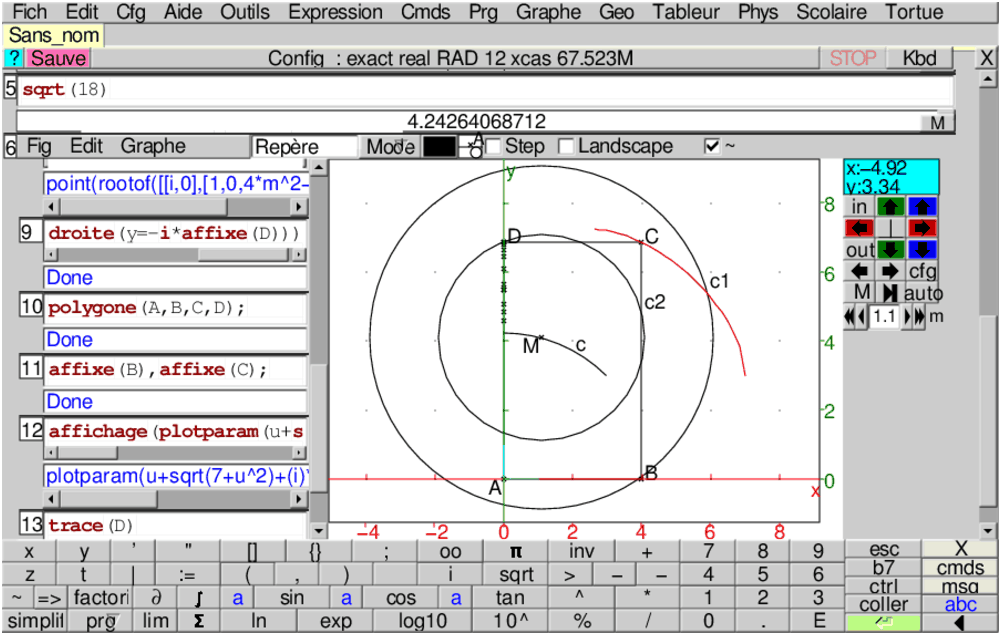 Fich Edit Cfg Aide Outils Expression Cmds Prg Graphe Geo Tableur Phys Scolaire Tortue
Sans_nom
? Sauve Config : exact real RAD 12 xcas 67.523M STOP Kbd X
5 sqrt(18)
4.24264068712 M
6 Fig Edit Graphe Repère Mode Step Landscape ~
point(rootof([[i,0],[1,0,4*m^2-
9 droite(y=-i*affixe(D)))
Done
10 polygone(A,B,C,D);
Done
11 affixe(B),affixe(C);
Done
12 affichage(plotparam(u+s
plotparam(u+sqrt(7+u^2)+(i)
13 trace(D)
y
D C
c1
c2
M c
A B
x
8
6
4
2
0
-4 -2 0 2 4 6 8
x:-4.92
y:3.34
in
out
cfg
M auto
1.1 m
x y ' " [] {} ; oo π inv + 7 8 9 esc X
z t | := ( , ) i sqrt > _ - 4 5 6 b7 cmds
~ => factori ∂ ∫ a sin a cos a tan ^ * 1 2 3 ctrl msg
simplif prg lim Σ ln exp log10 10^ % / 0 . E coller abc